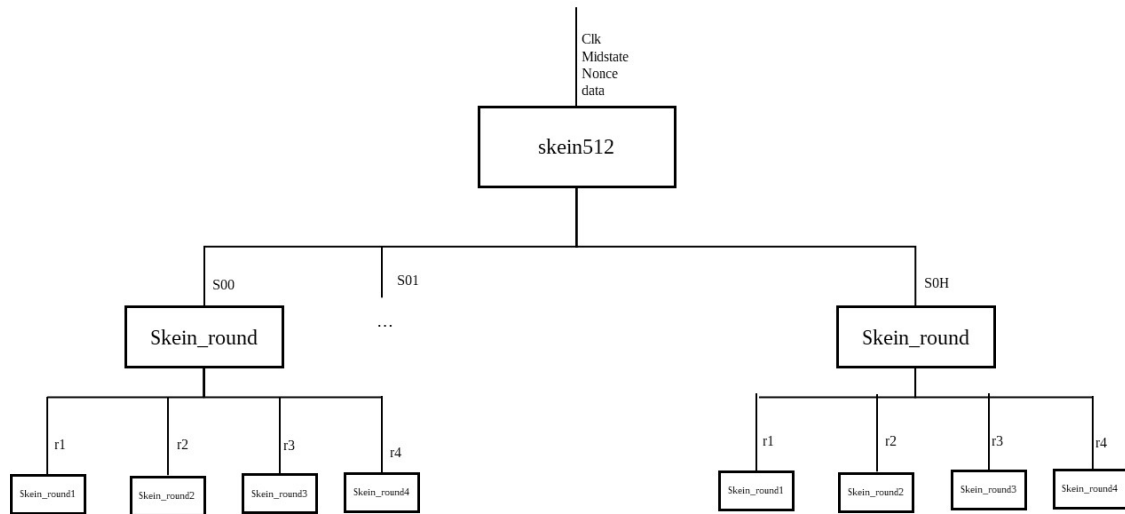 Clk
Midstate
Nonce
data
skein512
S00
S01
S0H
Skein_round
...
Skein_round
r1
r2
r3
r4
r1
r2
r3
r4
Skein_round1
Skein_round2
Skein_round3
Skein_round4
Skein_round1
Skein_round2
Skein_round3
Skein_round4